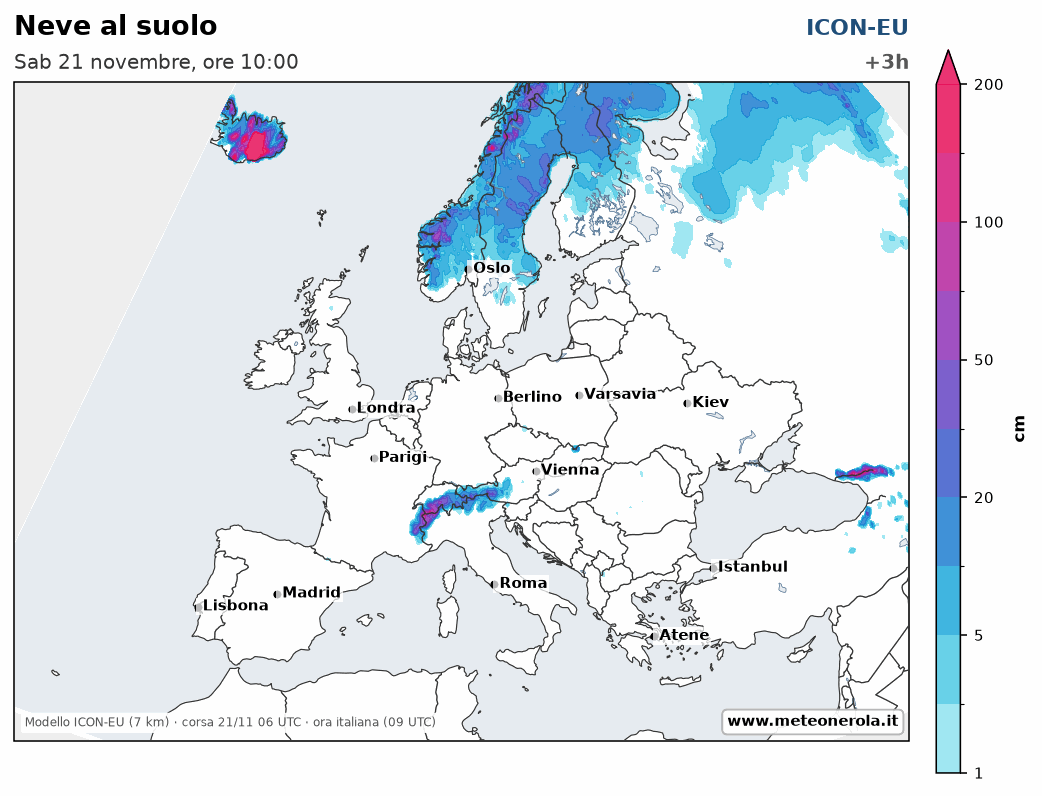 Neve al suolo
ICON-EU
Sab 21 novembre, ore 10:00
+3h
200
100
50
20
5
1
cm
Oslo
Londra
Berlino
Varsavia
Kiev
Parigi
Vienna
Istanbul
Roma
Madrid
Lisbona
Atene
Modello ICON-EU (7 km) · corsa 21/11 06 UTC · ora italiana (09 UTC)
www.meteonerola.it